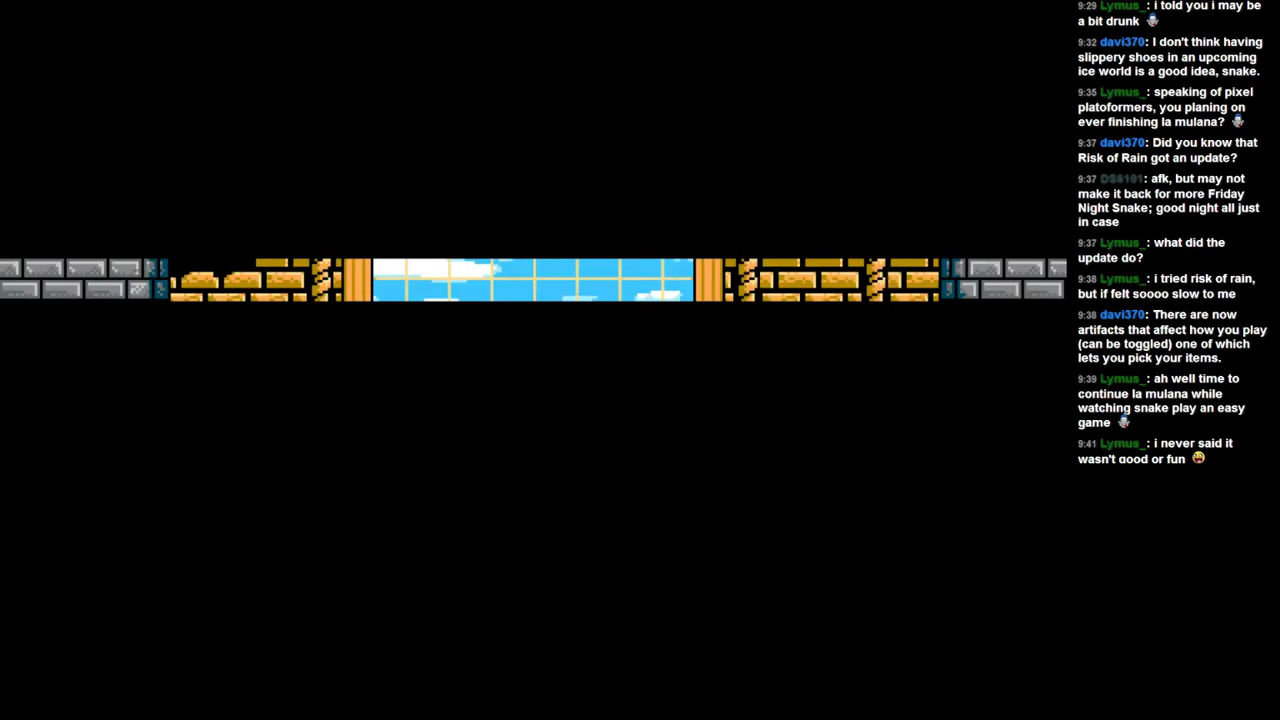 9:29 Lymus_: i told you i may be
a bit drunk
9:32 davi370: I don't think having
slippery shoes in an upcoming
ice world is a good idea, snake.
9:35 Lymus_: speaking of pixel
platoformers, you planing on
ever finishing la mulana?
9:37 davi370: Did you know that
Risk of Rain got an update?
9:37 DS6101: afk, but may not
make it back for more Friday
Night Snake; good night all just
in case
9:37 Lymus_: what did the
update do?
9:38 Lymus_: i tried risk of rain,
but if felt soooo slow to me
9:38 davi370: There are now
artifacts that affect how you play
(can be toggled) one of which
lets you pick your items.
9:39 Lymus_: ah well time to
continue la mulana while
watching snake play an easy
game
9:41 Lymus_: i never said it
wasn't good or fun